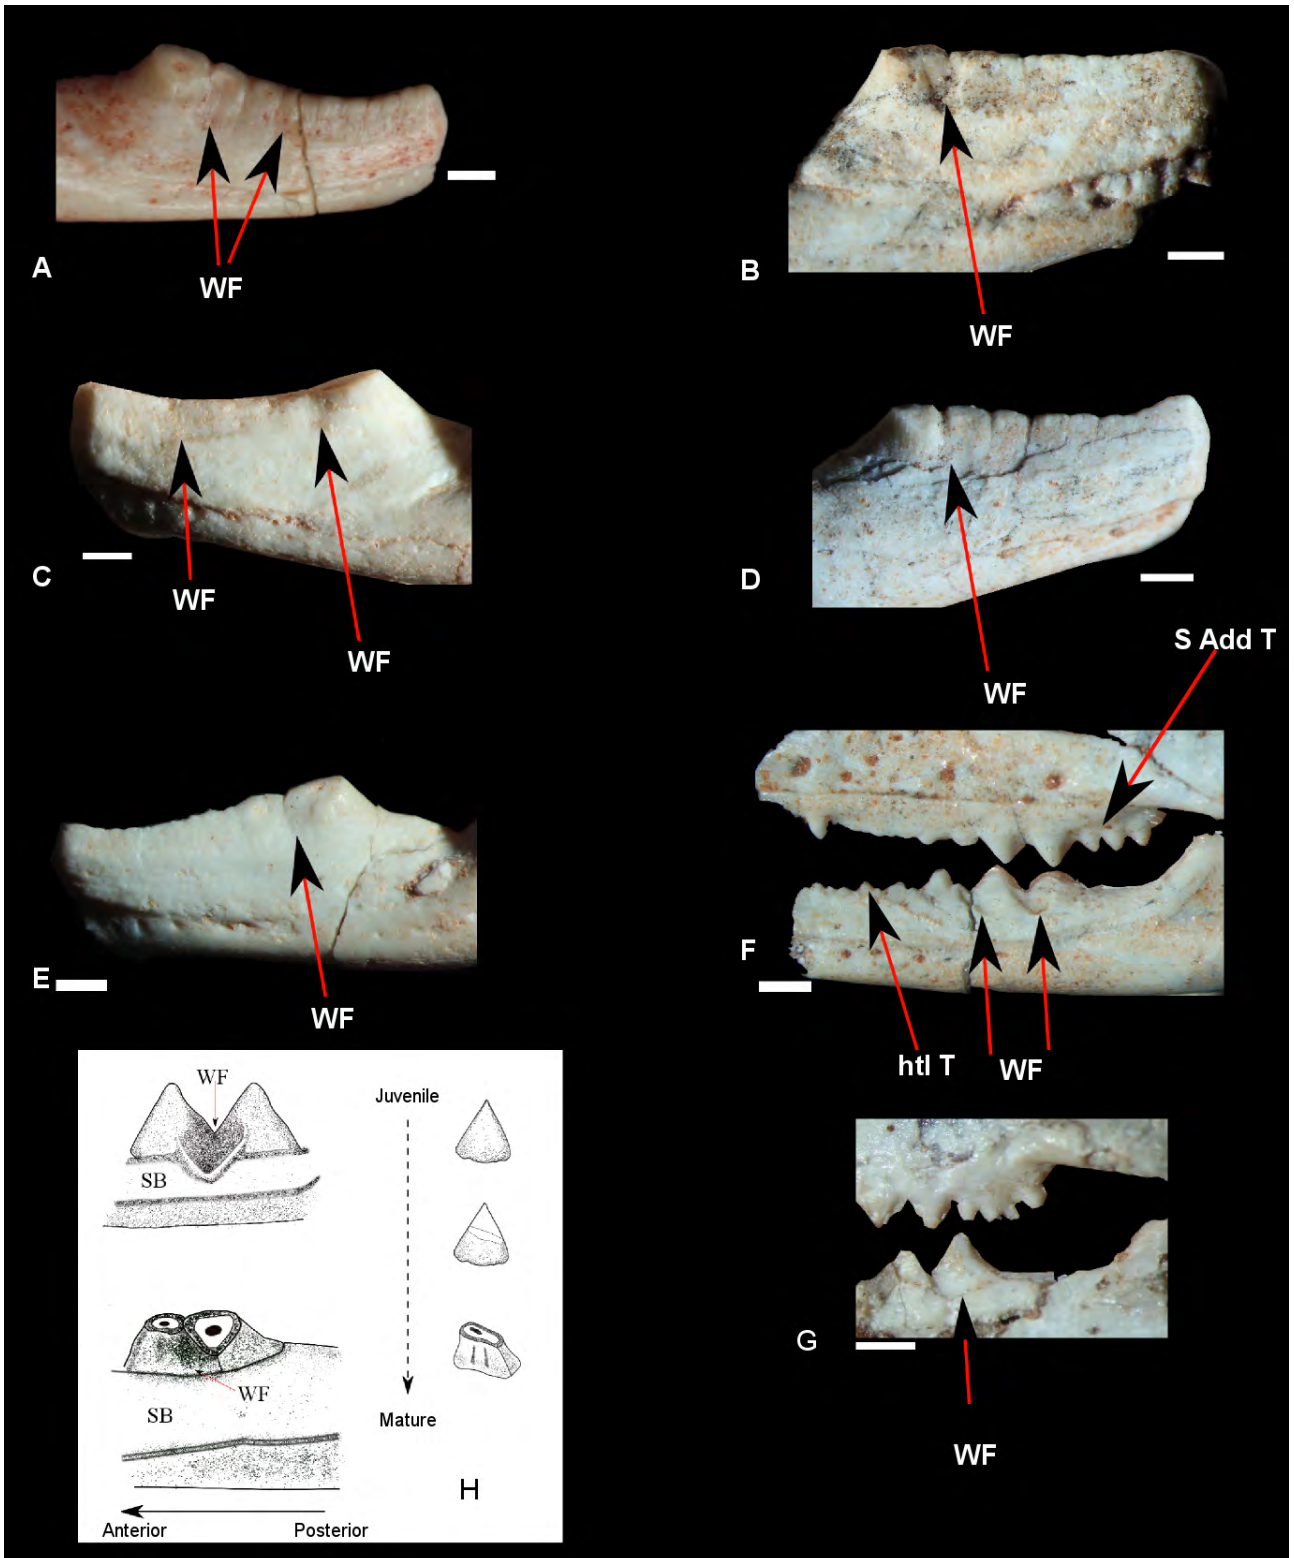 A
WF
B
WF
C
WF
WF
D
WF
S Add T
E
WF
F
htl T
WF
G
WF
WF
SB
Juvenile
WF
SB
Mature
H
Anterior
Posterior